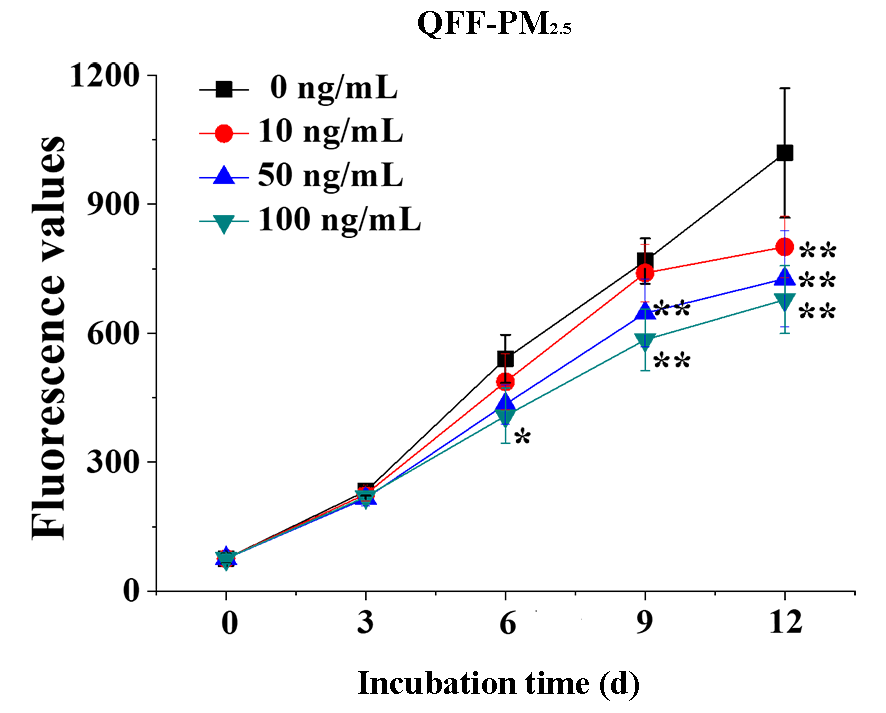 QFF-PM2.5
1200
900
600
300
0
0 ng/mL
10 ng/mL
50 ng/mL
100 ng/mL
**
**
**
**
**
*
0 3 6 9 12
Fluorescence values
Incubation time (d)